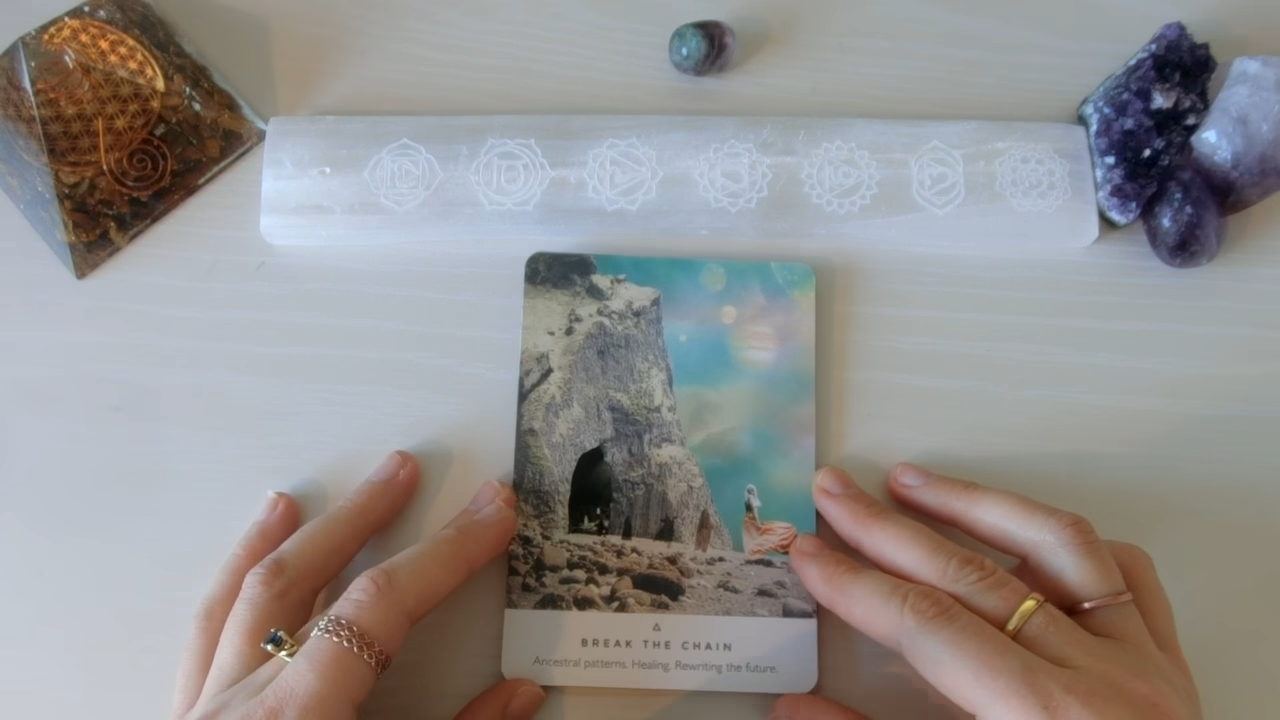 BREAK THE CHAIN
Ancestral patterns. Healing. Rewriting the future.